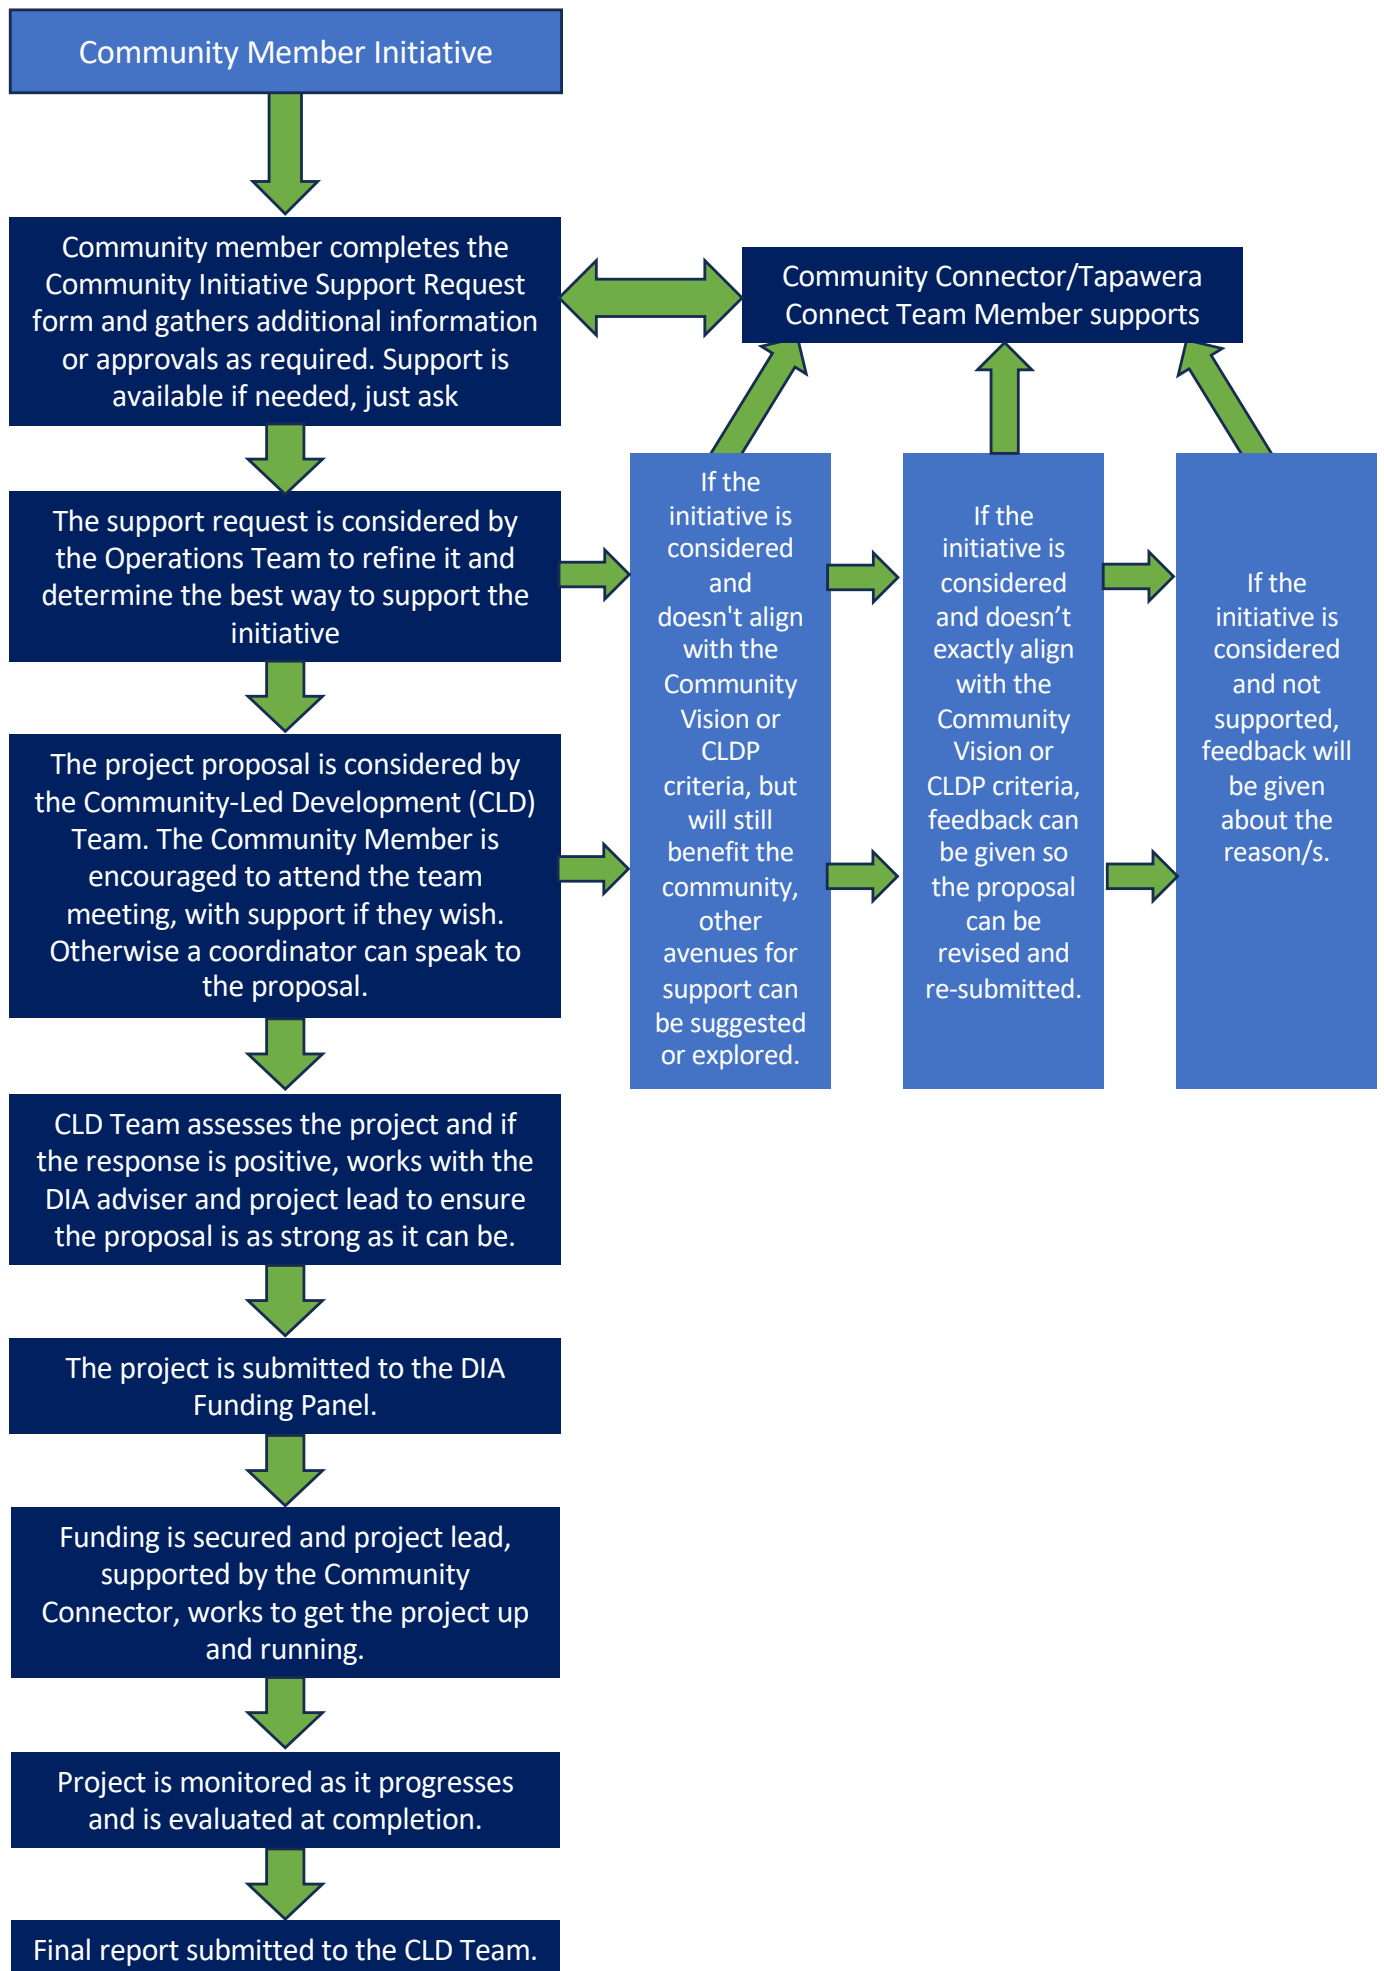 Community Member Initiative
Community member completes the
Community Initiative Support Request
form and gathers additional information
or approvals as required. Support is
available if needed, just ask
Community Connector/Tapawera
Connect Team Member supports
The support request is considered by
the Operations Team to refine it and
determine the best way to support the
initiative
The project proposal is considered by
the Community-Led Development (CLD)
Team. The Community Member is
encouraged to attend the team
meeting, with support if they wish.
Otherwise a coordinator can speak to
the proposal.
If the
initiative is
considered
and
doesn't align
with the
Community
Vision or
CLDP
criteria, but
will still
benefit the
community,
other
avenues for
support can
be suggested
or explored.
If the
initiative is
considered
and doesn’t
exactly align
with the
Community
Vision or
CLDP criteria,
feedback can
be given so
the proposal
can be
revised and
re-submitted.
If the
initiative is
considered
and not
supported,
feedback will
be given
about the
reason/s.
CLD Team assesses the project and if
the response is positive, works with the
DIA adviser and project lead to ensure
the proposal is as strong as it can be.
The project is submitted to the DIA
Funding Panel.
Funding is secured and project lead,
supported by the Community
Connector, works to get the project up
and running.
Project is monitored as it progresses
and is evaluated at completion.
Final report submitted to the CLD Team.